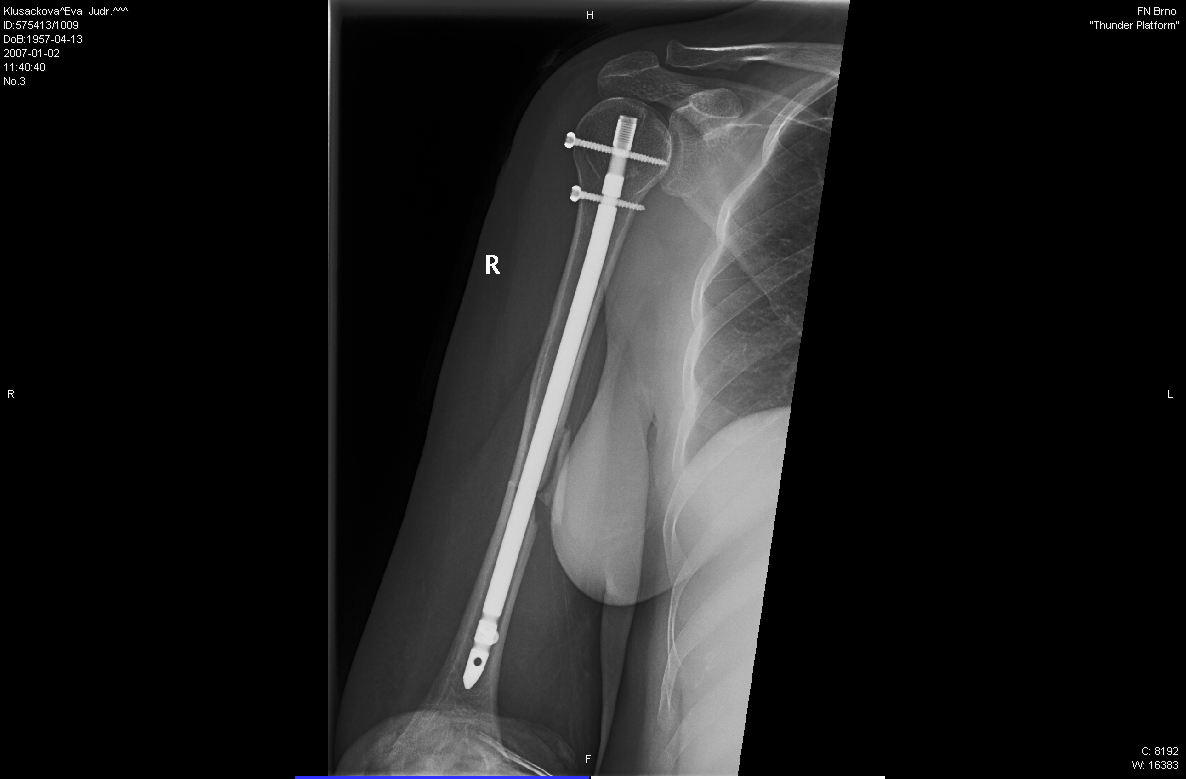 Klusackova^Eva Judr.^^^
ID:575413/1009
DoB:1957-04-13
2007-01-02
11:40:40
No.3
H
FN Brno
"Thunder Platform"
R
R
L
F
C: 8192
W: 16383